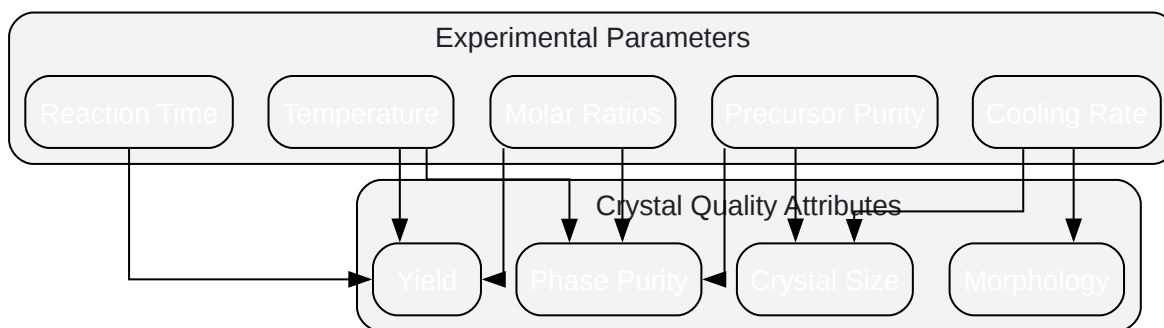 Experimental Parameters
Reaction Time
Temperature
Molar Ratios
Precursor Purity
Cooling Rate
Crystal Quality Attributes
Yield
Phase Purity
Crystal Size
Morphology